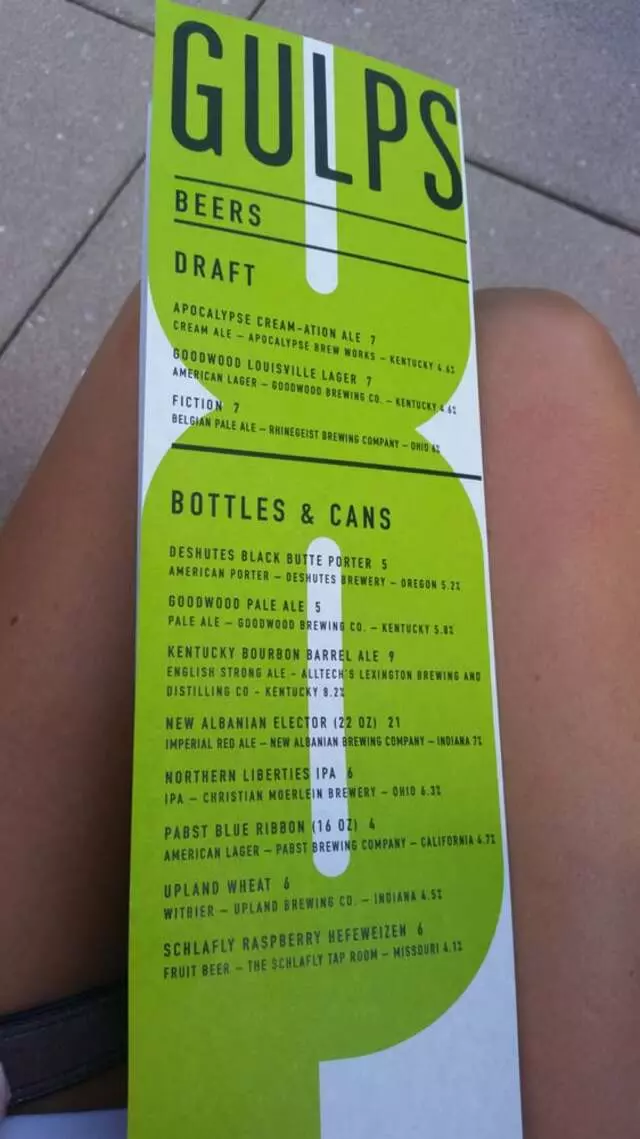 GULPS
BEERS
DRAFT
APOCALYPSE CREAM-ATION ALE 7
CREAM ALE – APOCALYPSE BREW WORKS – KENTUCKY 4.6%
GOODWOOD LOUISVILLE LAGER 7
AMERICAN LAGER – GOODWOOD BREWING CO. – KENTUCKY 4.6%
FICTION 7
BELGIAN PALE ALE – RHINEGEIST BREWING COMPANY – OHIO 6%
BOTTLES & CANS
DESHUTES BLACK BUTTE PORTER 5
AMERICAN PORTER – DESHUTES BREWERY – OREGON 5.2%
GOODWOOD PALE ALE 5
PALE ALE – GOODWOOD BREWING CO. – KENTUCKY 5.8%
KENTUCKY BOURBON BARREL ALE 9
ENGLISH STRONG ALE - ALLTECH'S LEXINGTON BREWING AND
DISTILLING CO - KENTUCKY 8.2%
NEW ALBANIAN ELECTOR (22 OZ) 21
IMPERIAL RED ALE – NEW ALBANIAN BREWING COMPANY – INDIANA 7%
NORTHERN LIBERTIES IPA 6
IPA – CHRISTIAN MOERLEIN BREWERY – OHIO 6.3%
PABST BLUE RIBBON (16 OZ) 4
AMERICAN LAGER – PABST BREWING COMPANY – CALIFORNIA 4.7%
UPLAND WHEAT 6
WITBIER – UPLAND BREWING CO. – INDIANA 4.5%
SCHLAFLY RASPBERRY HEFEWEIZEN 6
FRUIT BEER – THE SCHLAFLY TAP ROOM – MISSOURI 4.1%